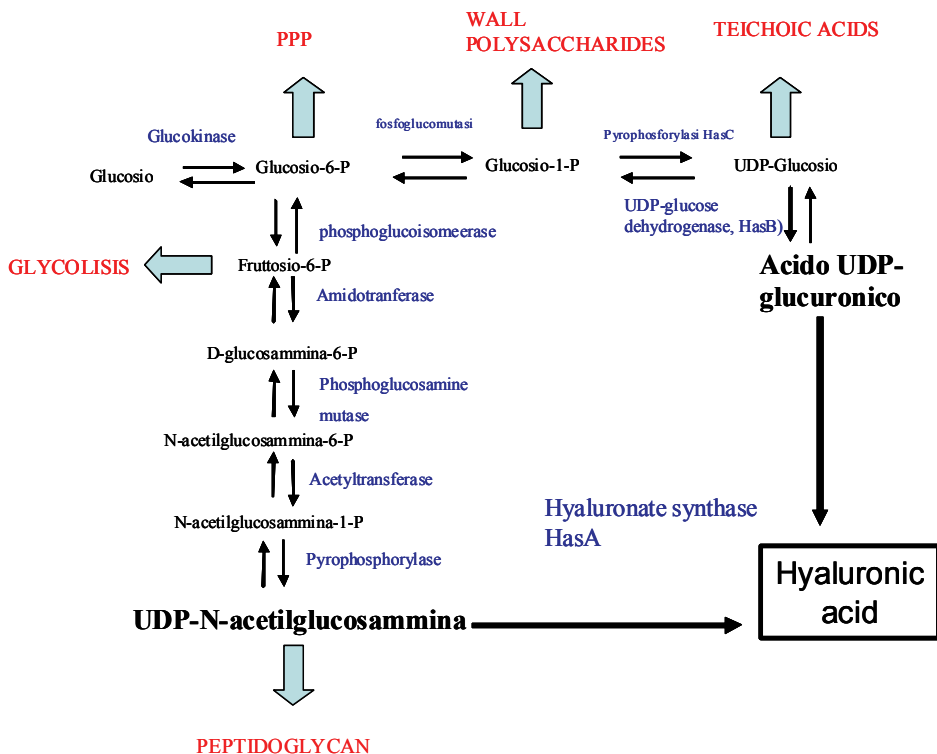 WALL
POLYSACCHARIDES
PPP
TEICHOIC ACIDS
Glucokinase
fosfoglucomutasi
Pyrophosforylasi HasC
Glucosio
Glucosio-6-P
Glucosio-1-P
UDP-Glucosio
UDP-glucose
dehydrogenase, HasB)
phosphoglucoisomeerase
GLYCOLISIS
Fruttosio-6-P
Acido UDP-
glucuronico
Amidotranferase
D-glucosammina-6-P
Phosphoglucosamine
mutase
N-acetilglucosammina-6-P
Acetyltransferase
Hyaluronate synthase
HasA
N-acetilglucosammina-1-P
Pyrophosphorylase
Hyaluronic
acid
UDP-N-acetilglucosammina
PEPTIDOGLYCAN